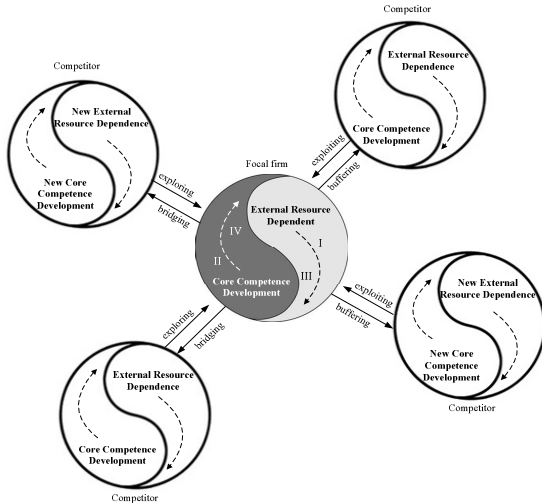 Competitor
External Resource
Dependence
Core Competence
Development
Competitor
New External
Resource Dependence
New Core
Competence
Development
exploiting
buffering
exploring
bridging
Focal firm
External Resource
Dependent
I
IV
II
III
Core Competence
Development
exploiting
buffering
New External
Resource Dependence
New Core
Competence
Development
Competitor
exploring
bridging
External Resource
Dependence
Core Competence
Development
Competitor